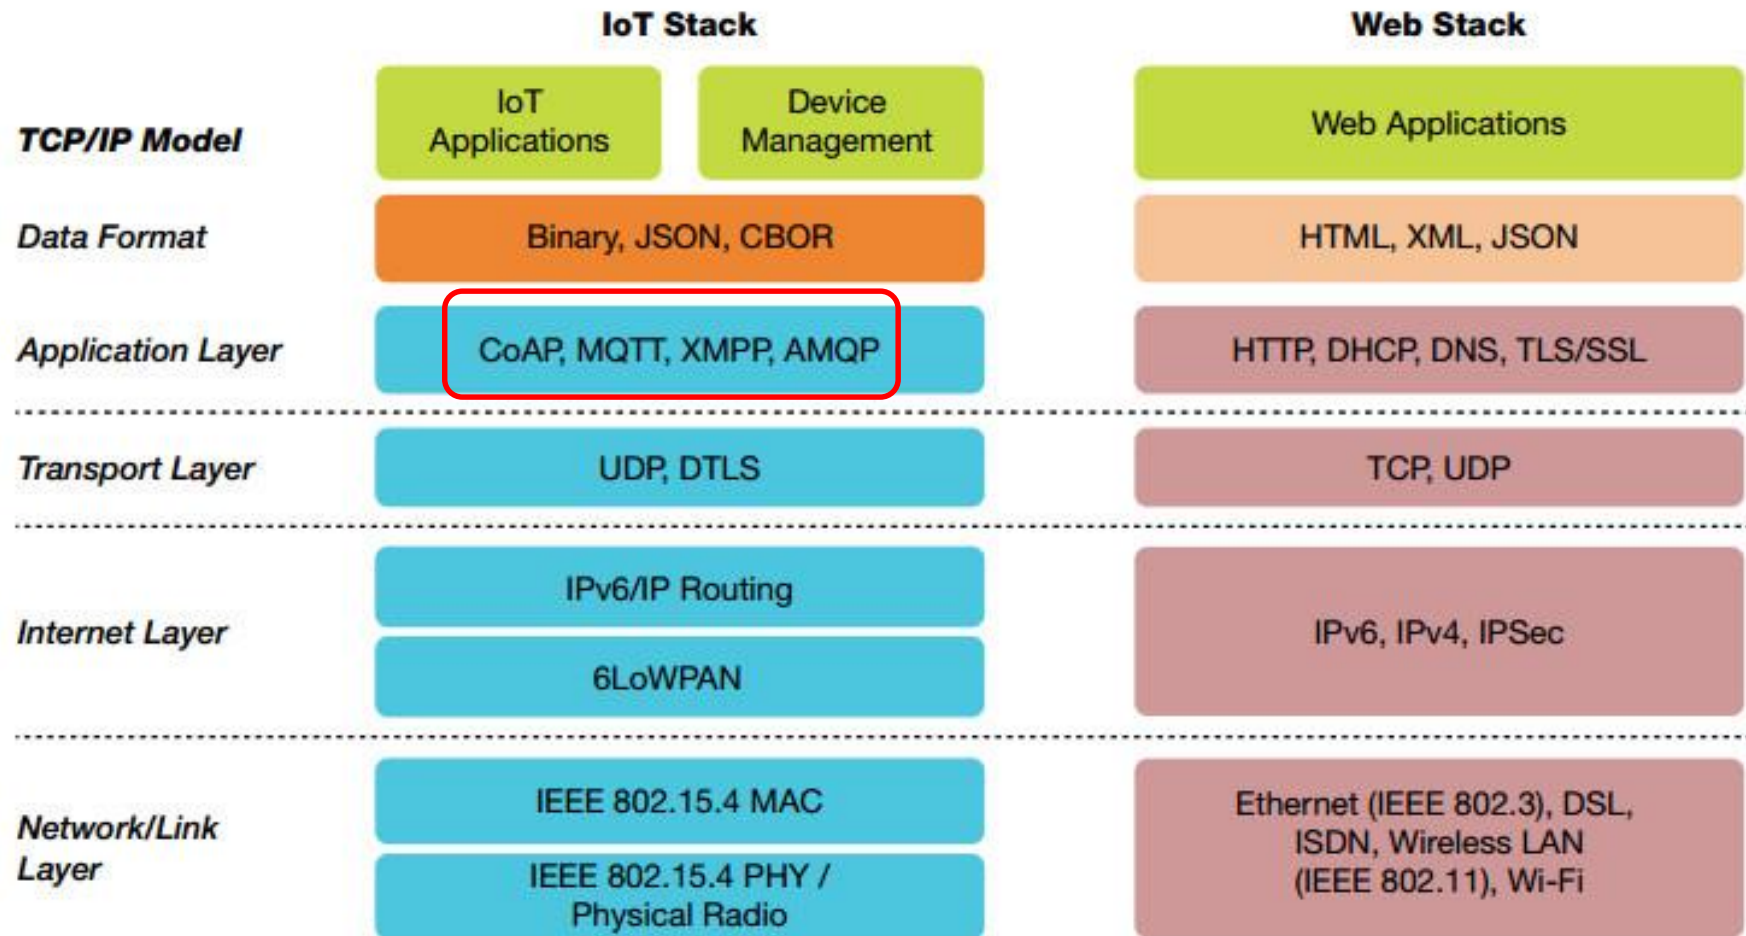 IoT Stack
Web Stack
TCP/IP Model
IoT
Applications
Device
Management
Web Applications
Data Format
Binary, JSON, CBOR
HTML, XML, JSON
Application Layer
CoAP, MQTT, XMPP, AMQP
HTTP, DHCP, DNS, TLS/SSL
Transport Layer
UDP, DTLS
TCP, UDP
Internet Layer
IPv6/IP Routing
6LoWPAN
IPv6, IPv4, IPSec
Network/Link
Layer
IEEE 802.15.4 MAC
IEEE 802.15.4 PHY /
Physical Radio
Ethernet (IEEE 802.3), DSL,
ISDN, Wireless LAN
(IEEE 802.11), Wi-Fi